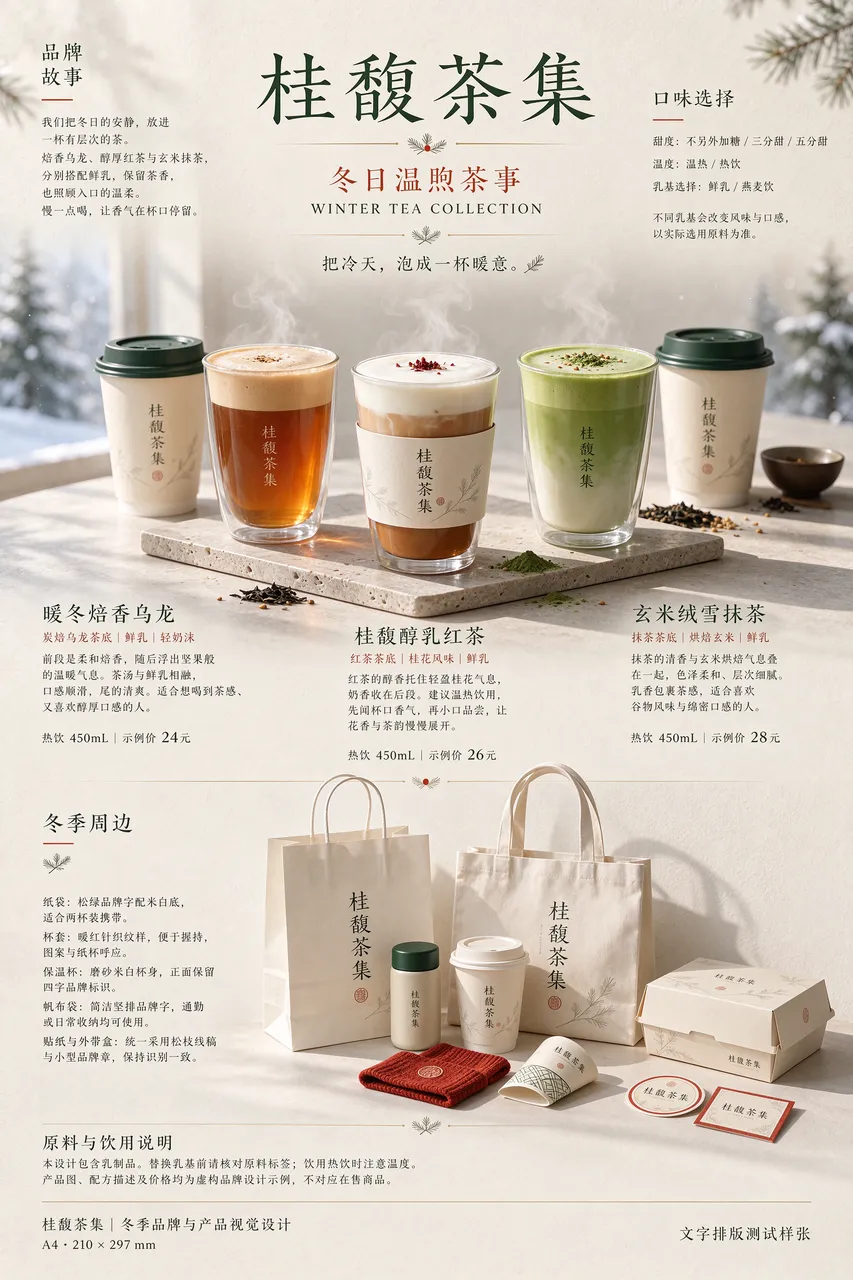 品牌
故事
我们把冬日的安静，放进
一杯有层次的茶。
焙香乌龙、醇厚红茶与玄米抹茶，
分别搭配鲜乳，保留茶香，
也照顾入口的温柔。
慢一点喝，让香气在杯口停留。
桂馥茶集
冬日温煦茶事
WINTER TEA COLLECTION
把冷天，泡成一杯暖意。
口味选择
甜度：不另外加糖 / 三分甜 / 五分甜
温度：温热 / 热饮
乳基选择：鲜乳 / 燕麦饮
不同乳基会改变风味与口感，
以实际选用原料为准。
桂馥茶集
桂馥茶集
桂馥茶集
桂馥茶集
桂馥茶集
暖冬焙香乌龙
炭焙乌龙茶底｜鲜乳｜轻奶沫
前段是柔和焙香，随后浮出坚果般
的温暖气息。茶汤与鲜乳相融，
口感顺滑，尾的清爽。适合想喝到茶感、
又喜欢醇厚口感的人。
热饮 450mL｜示例价 24元
桂馥醇乳红茶
红茶茶底｜桂花风味｜鲜乳
红茶的醇香托住轻盈桂花气息，
奶香收在后段。建议温热饮用，
先闻杯口香气，再小口品尝，让
花香与茶韵慢慢展开。
热饮 450mL｜示例价 26元
玄米绒雪抹茶
抹茶茶底｜烘焙玄米｜鲜乳
抹茶的清香与玄米烘焙气息叠
在一起，色泽柔和、层次细腻。
乳香包裹茶感，适合喜欢
谷物风味与绵密口感的人。
热饮 450mL｜示例价 28元
冬季周边
纸袋：松绿品牌字配米白底，
适合两杯装携带。
杯套：暖红针织纹样，便于握持，
图案与纸杯呼应。
保温杯：磨砂米白杯身，正面保留
四字品牌标识。
帆布袋：简洁竖排品牌字，通勤
或日常收纳均可使用。
贴纸与外带盒：统一采用松枝线稿
与小型品牌章，保持识别一致。
桂馥茶集
桂馥茶集
桂馥茶集
桂馥茶集
桂馥茶集
桂馥茶集
桂馥茶集
桂馥茶集
桂馥茶集
原料与饮用说明
本设计包含乳制品。替换乳基前请核对原料标签；饮用热饮时注意温度。
产品图、配方描述及价格均为虚构品牌设计示例，不对应在售商品。
桂馥茶集｜冬季品牌与产品视觉设计
A4・210 × 297 mm
文字排版测试样张